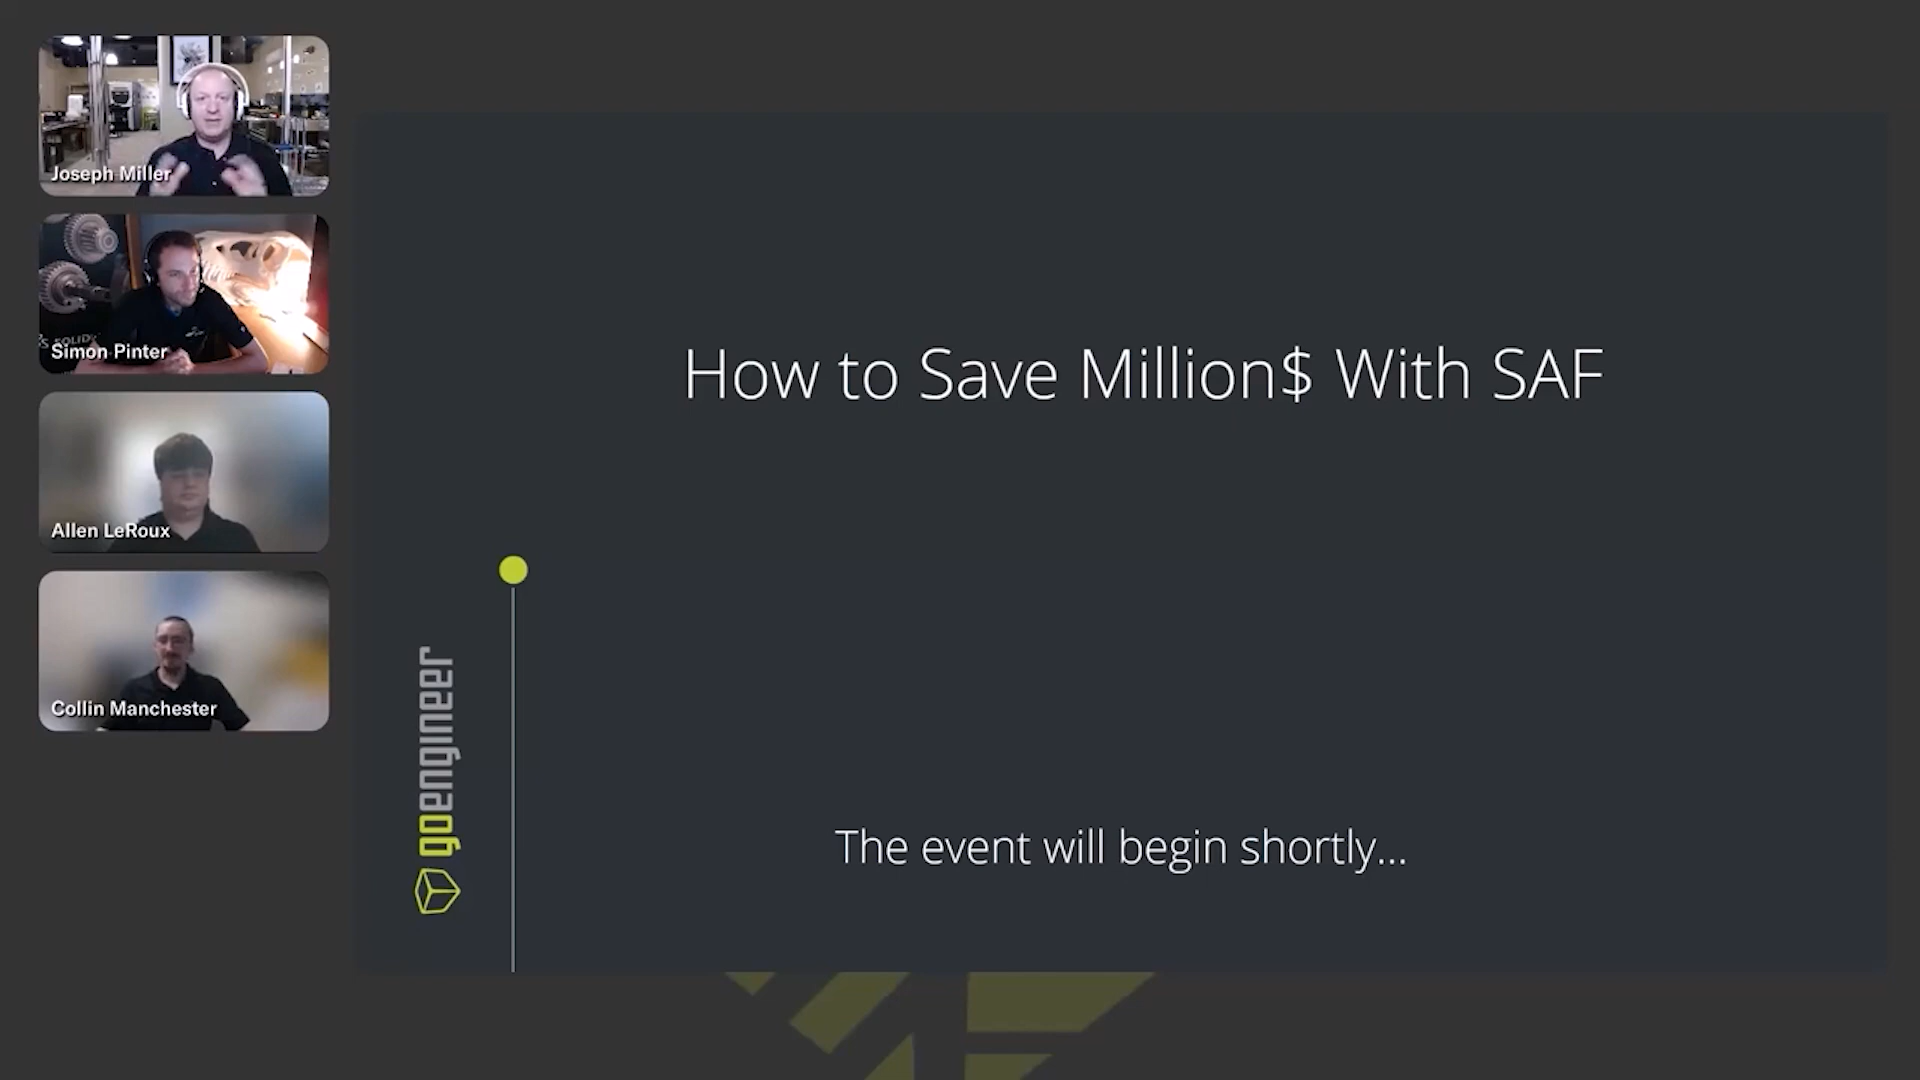 Joseph Miller
SOLID
Simon Pinter
Allen LeRoux
Collin Manchester
How to Save Million$ With SAF
goengineer
The event will begin shortly...